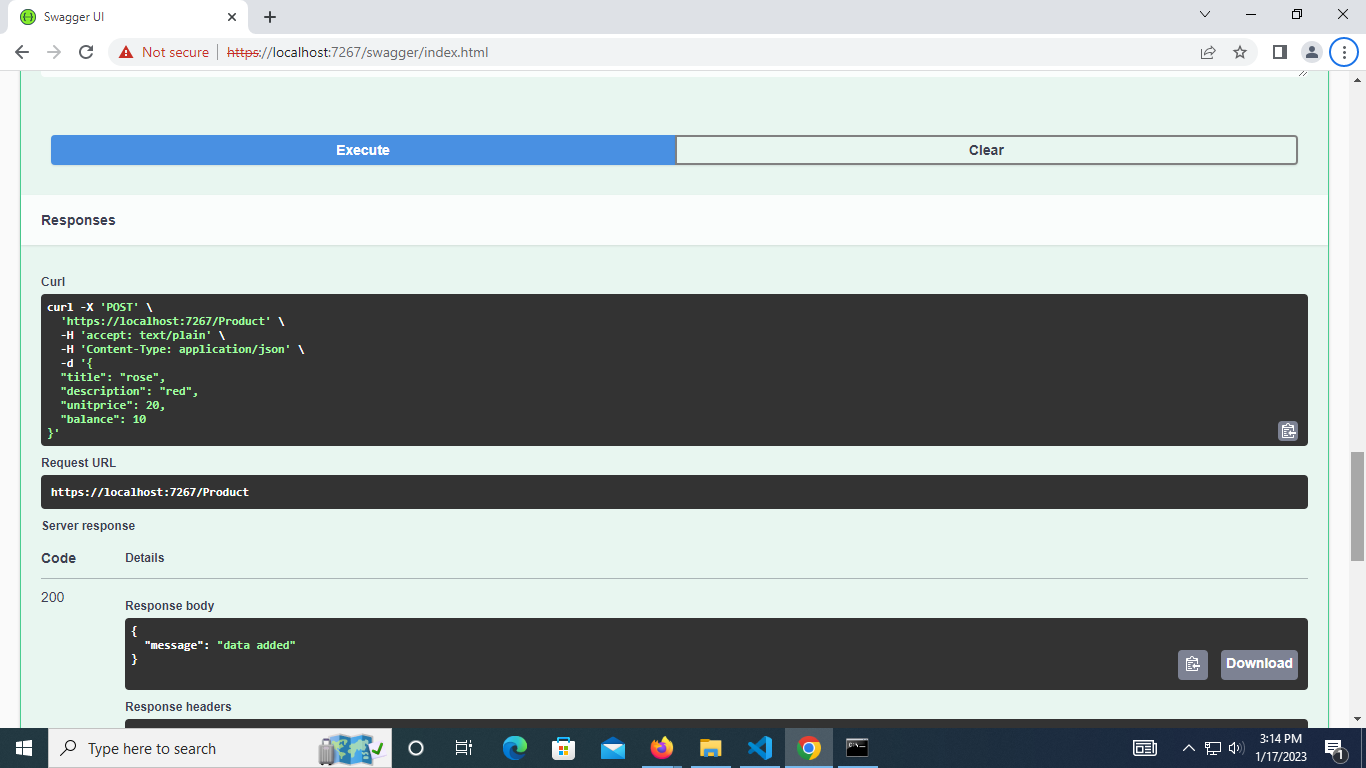 Swagger UI
Not secure
https://localhost:7267/swagger/index.html
Execute
Clear
Responses
Curl
curl -X 'POST' \
'https://localhost:7267/Product' \
-H 'accept: text/plain' \
-H 'Content-Type: application/json' \
-d '{
"title": "rose",
"description": "red",
"unitprice": 20,
"balance": 10
}'
Request URL
https://localhost:7267/Product
Server response
Code
Details
200
Response body
{
"message": "data added"
}
Download
Response headers
Type here to search
3:14 PM
1/17/2023
1